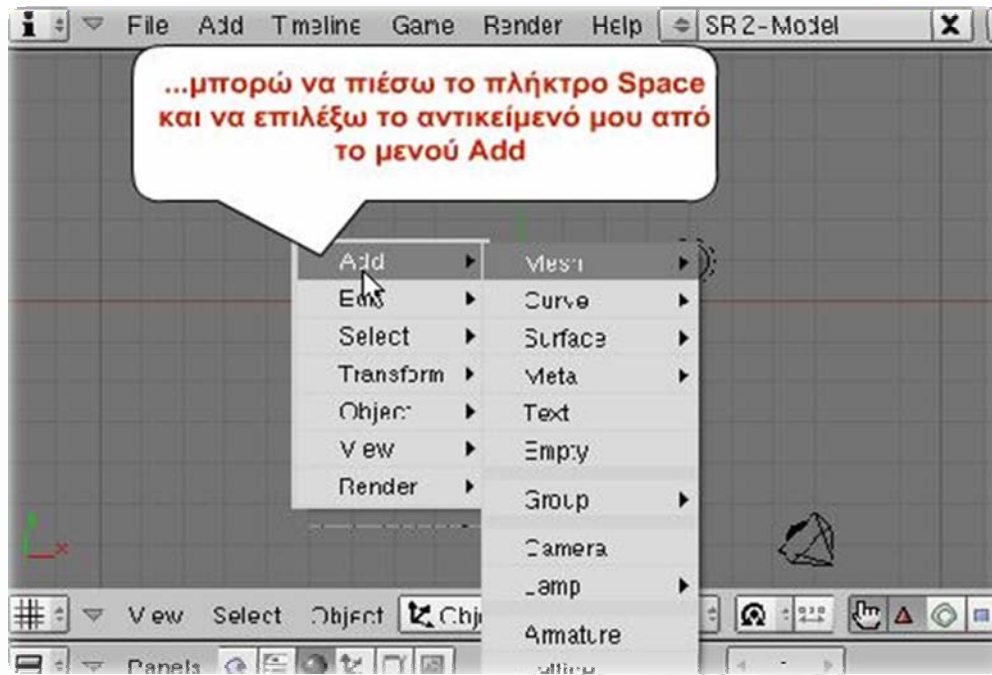 File Add Timeline Game Render Help SR:2-Model X
...μπορώ να πιέσω το πλήκτρο Space
και να επιλέξω το αντικείμενό μου από
το μενού Add
Add
Edit
Select
Transform
Object
View
Render
Mesh
Curve
Surface
Meta
Text
Empty
Group
Camera
Lamp
Armature
Lattice
View Select Object
Panels